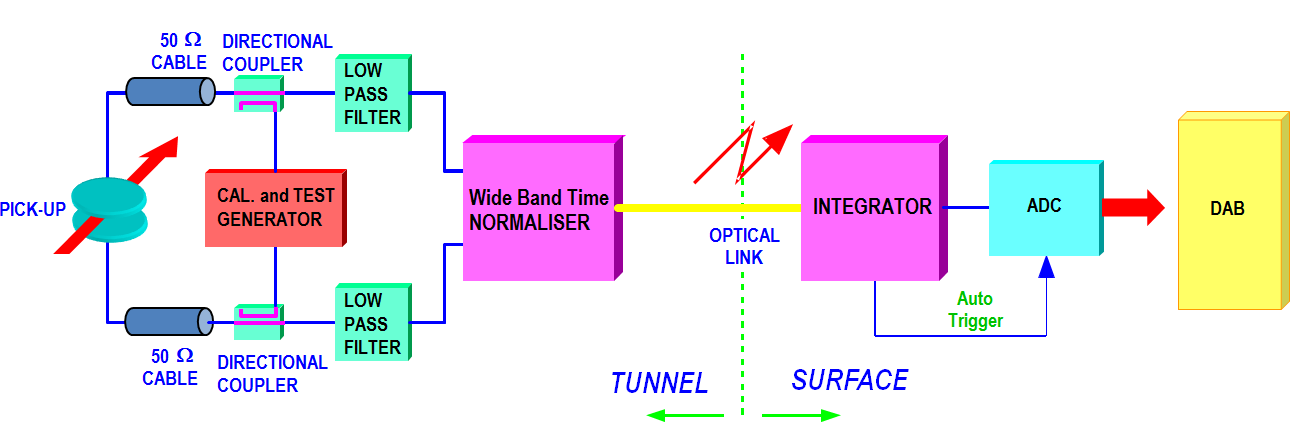 50 Ω
CABLE
DIRECTIONAL
COUPLER
LOW
PASS
FILTER
PICK-UP
CAL. and TEST
GENERATOR
Wide Band Time
NORMALISER
OPTICAL
LINK
INTEGRATOR
ADC
DAB
Auto
Trigger
50 Ω
CABLE
DIRECTIONAL
COUPLER
LOW
PASS
FILTER
TUNNEL
SURFACE